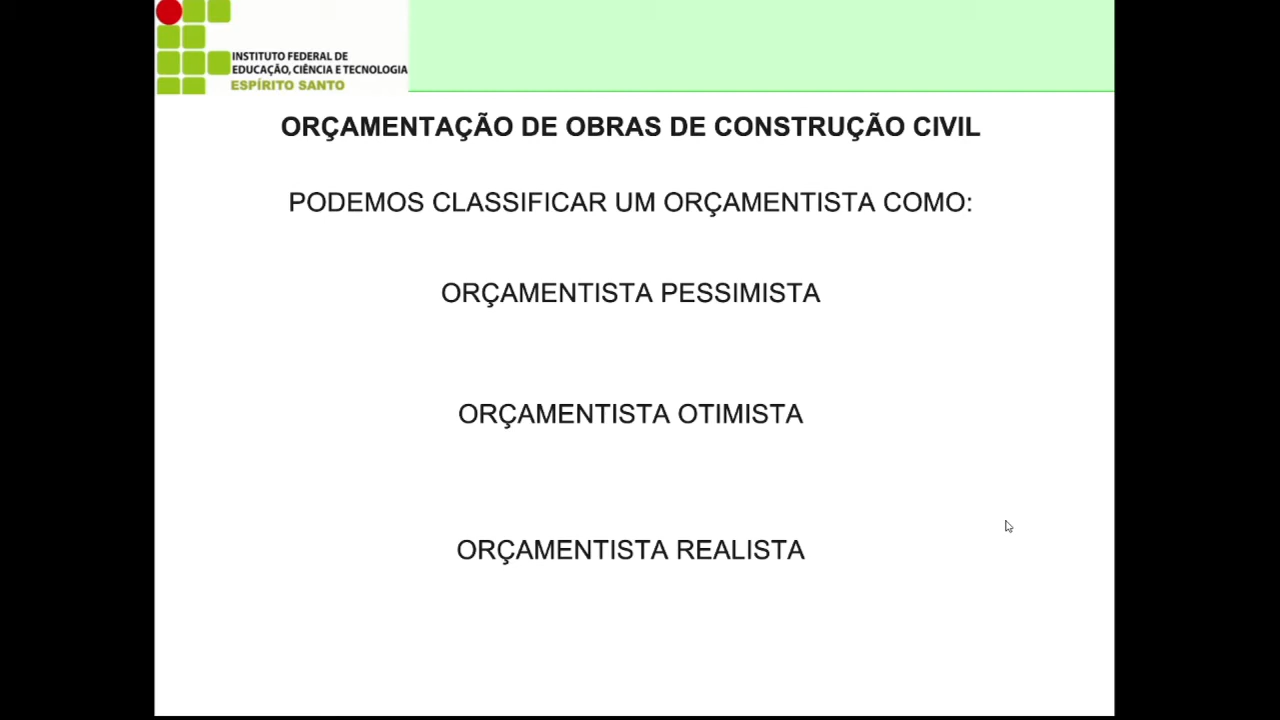 INSTITUTO FEDERAL DE
EDUCAÇÃO, CIÊNCIA E TECNOLOGIA
ESPÍRITO SANTO
ORÇAMENTAÇÃO DE OBRAS DE CONSTRUÇÃO CIVIL
PODEMOS CLASSIFICAR UM ORÇAMENTISTA COMO:
ORÇAMENTISTA PESSIMISTA
ORÇAMENTISTA OTIMISTA
ORÇAMENTISTA REALISTA